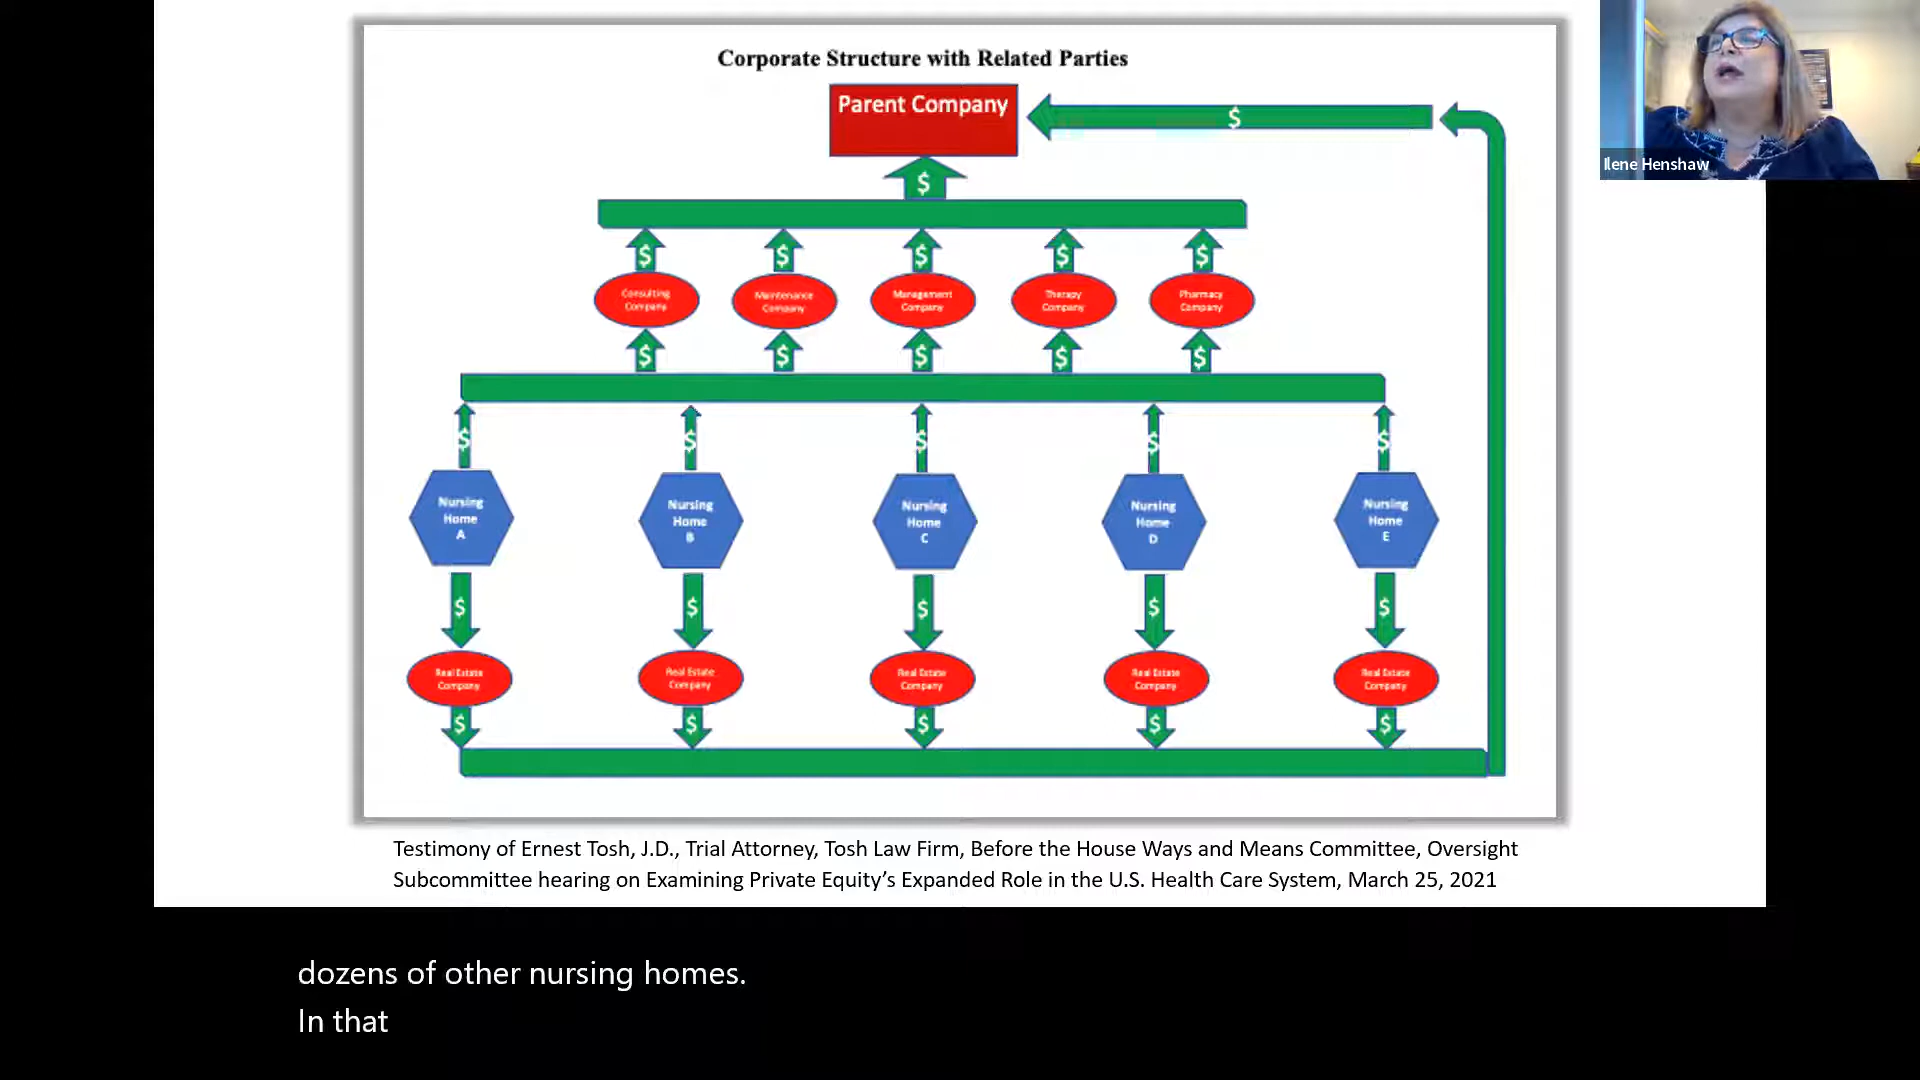 Corporate Structure with Related Parties
Parent Company
$
Ilene Henshaw
$
$ $ $ $ $
Consulting
Company
Maintenance
Company
Management
Company
Therapy
Company
Pharmacy
Company
$ $ $ $ $
$ $ $ $ $
Nursing
Home
A
Nursing
Home
B
Nursing
Home
C
Nursing
Home
D
Nursing
Home
E
$ $ $ $ $
Real Estate
Company
Real Estate
Company
Real Estate
Company
Real Estate
Company
Real Estate
Company
$ $ $ $ $
Testimony of Ernest Tosh, J.D., Trial Attorney, Tosh Law Firm, Before the House Ways and Means Committee, Oversight
Subcommittee hearing on Examining Private Equity’s Expanded Role in the U.S. Health Care System, March 25, 2021
dozens of other nursing homes.
In that